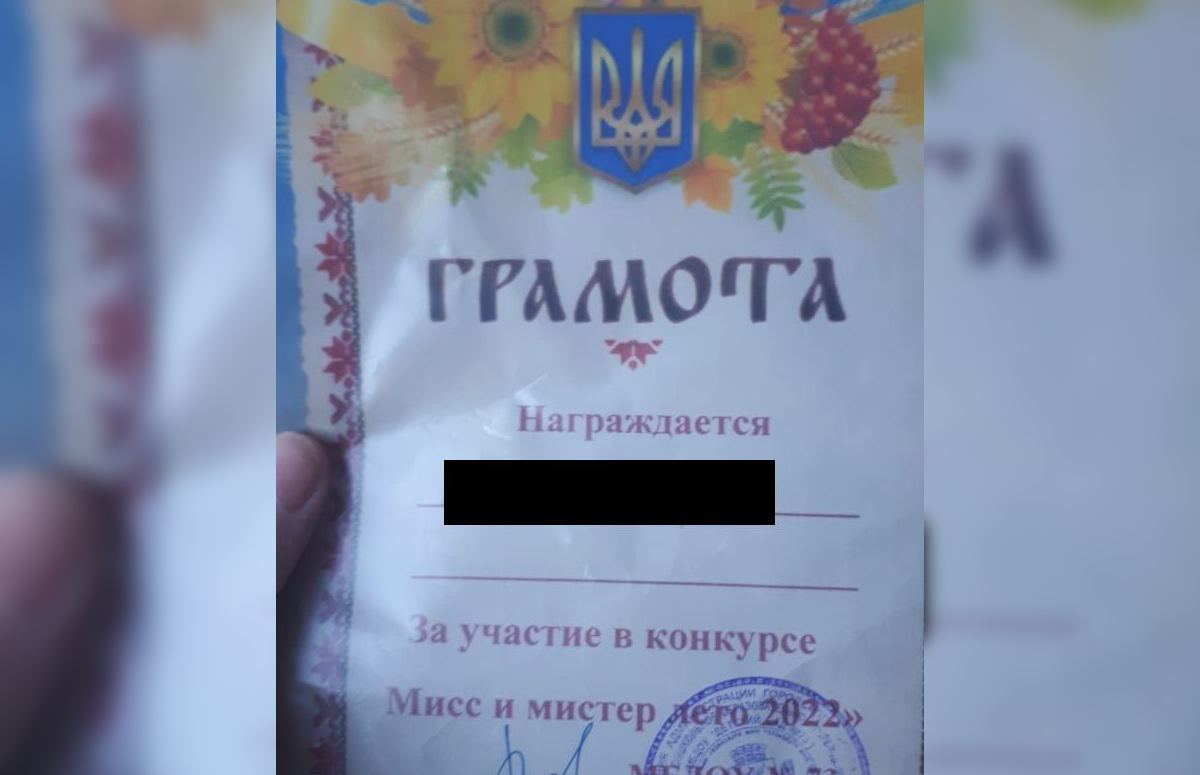 ГРАМОТА
Награждается
За участие в конкурсе
Мисс и мистер лето 2022»